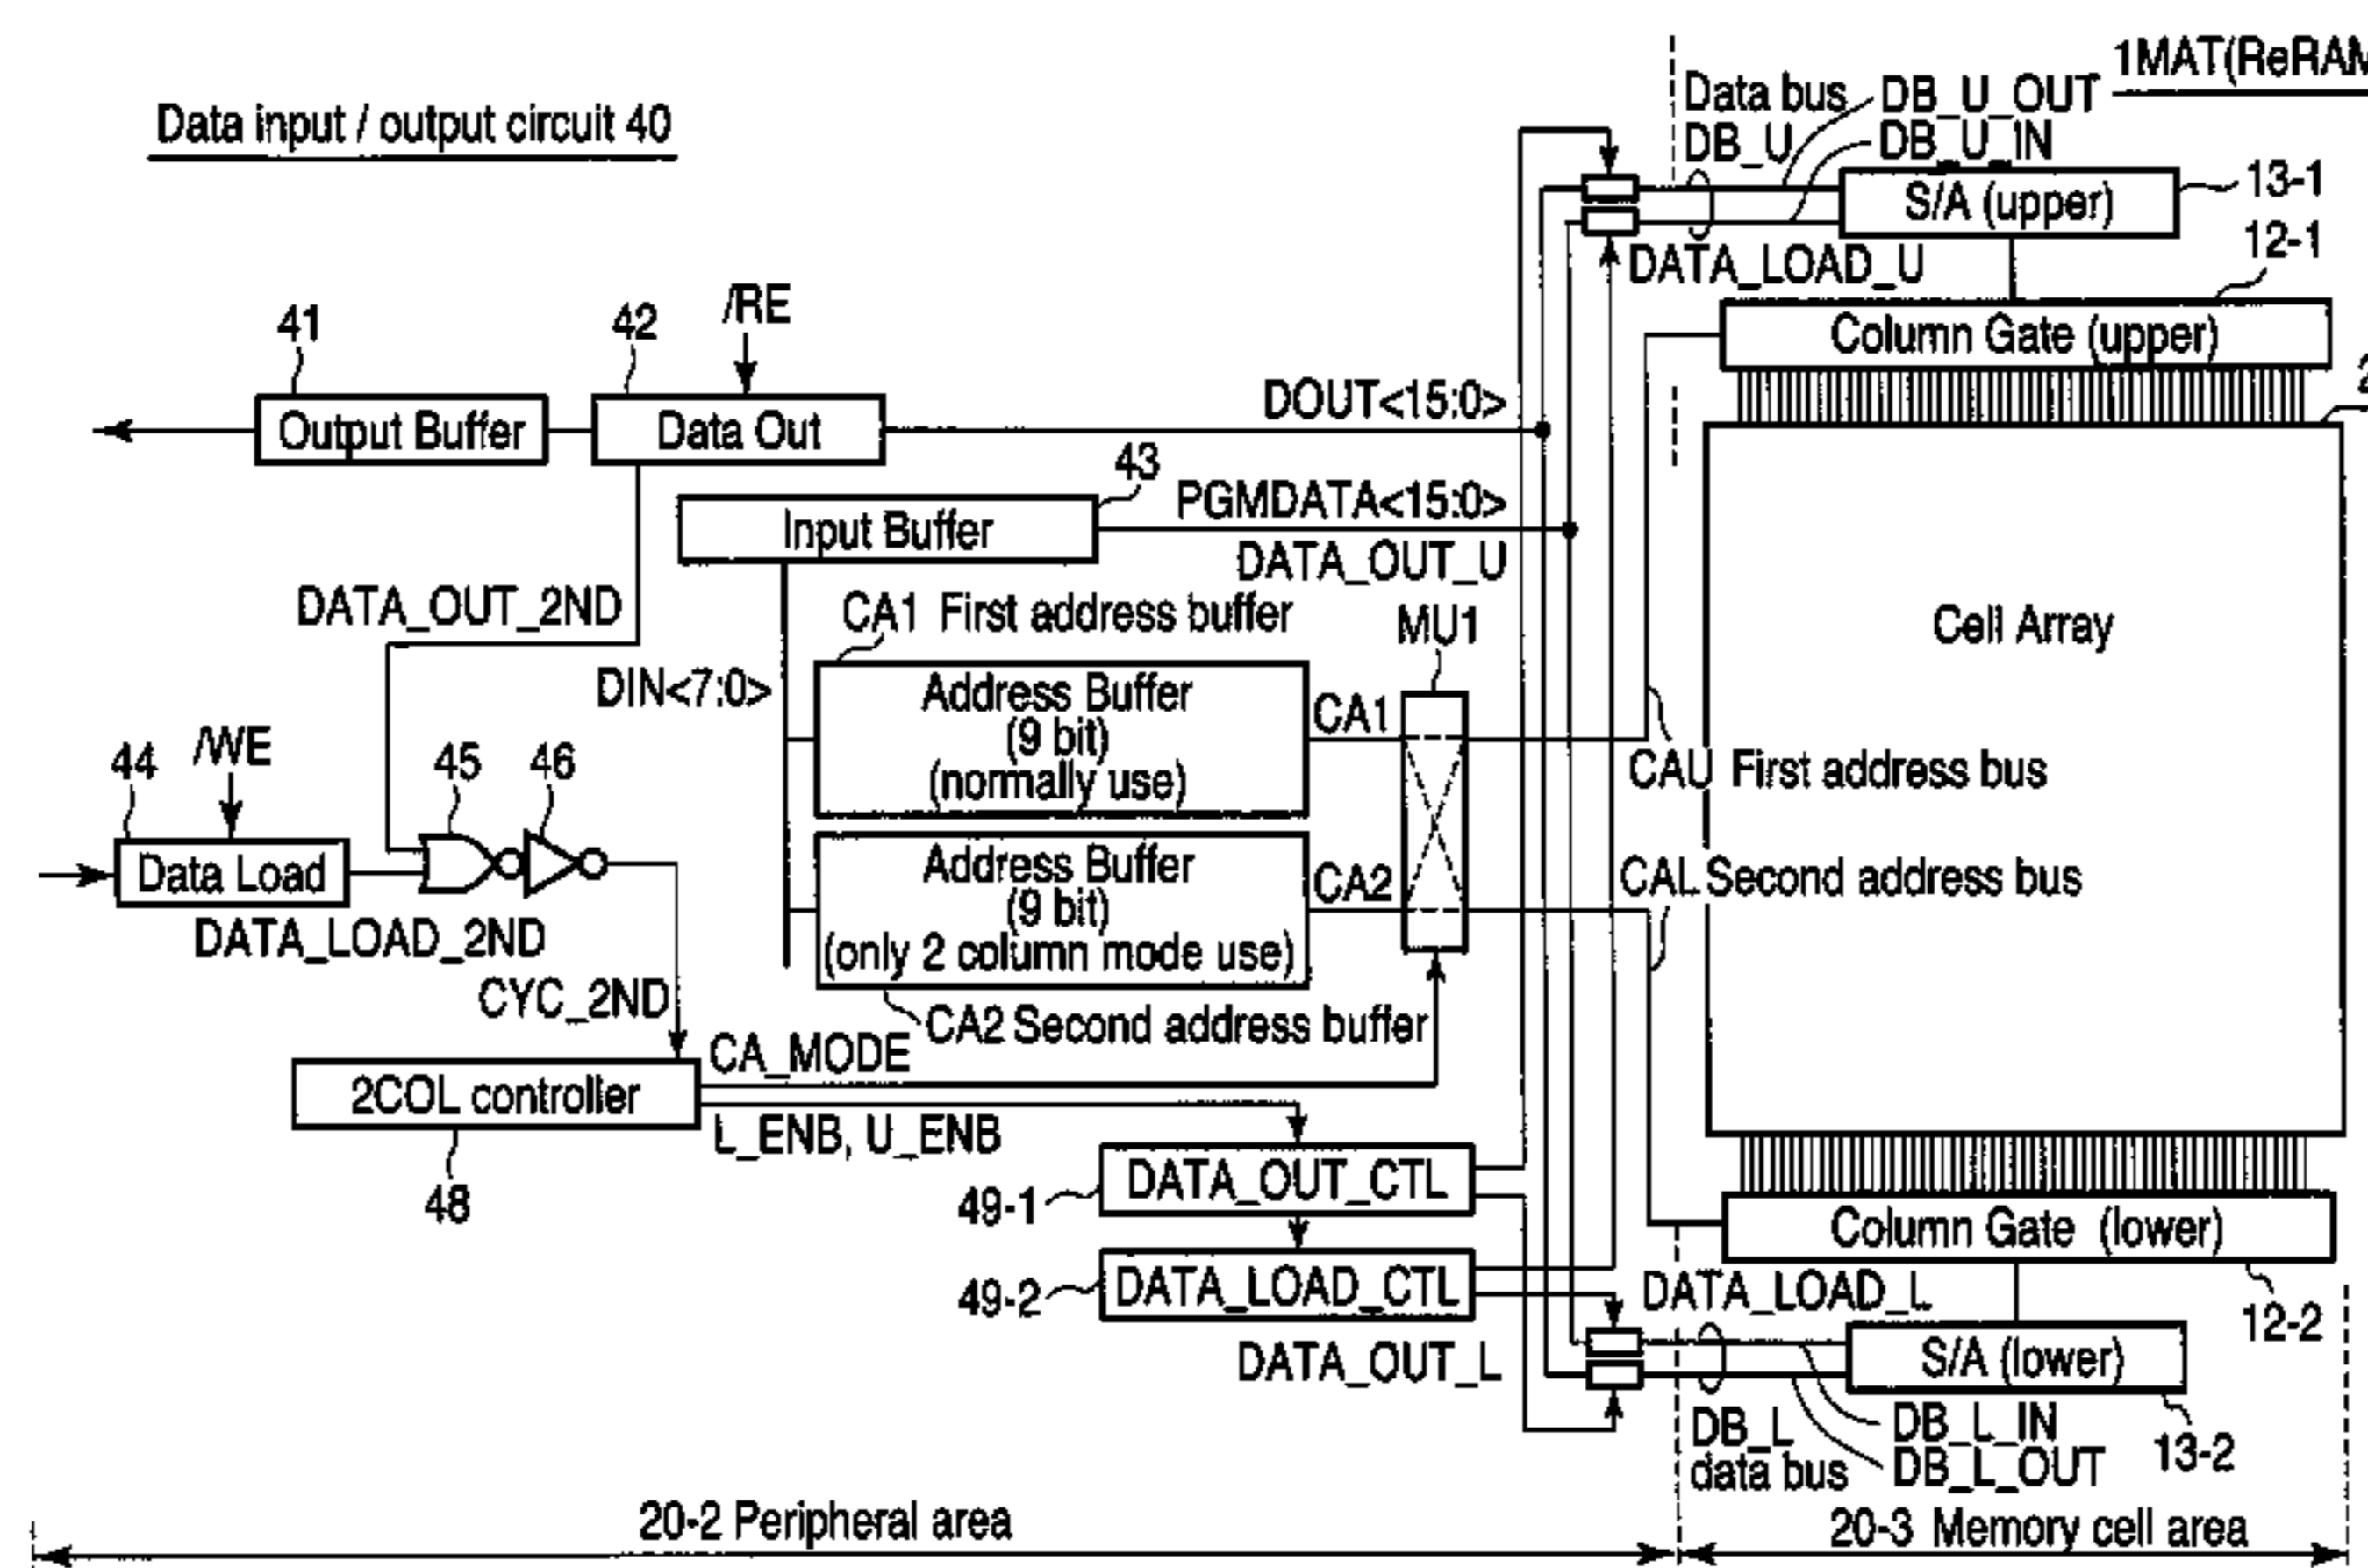 Data input / output circuit 40
1MAT(ReRAM
Data bus
DB_U
DB_U_OUT
DB_U_IN
S/A (upper)
13-1
12-1
DATA_LOAD_U
Column Gate (upper)
41
42
/RE
Output Buffer
Data Out
DOUT<15:0>
43
Input Buffer
PGMDATA<15:0>
DATA_OUT_U
DATA_OUT_2ND
CA1 First address buffer
MU1
Cell Array
DIN<7:0>
Address Buffer
(9 bit)
(normally use)
CA1
44
/WE
45
46
CAU First address bus
Data Load
DATA_LOAD_2ND
Address Buffer
(9 bit)
(only 2 column mode use)
CA2
CAL Second address bus
CYC_2ND
CA2 Second address buffer
CA_MODE
2COL controller
L_ENB, U_ENB
48
49-1
DATA_OUT_CTL
Column Gate (lower)
49-2
DATA_LOAD_CTL
DATA_LOAD_L
12-2
DATA_OUT_L
S/A (lower)
DB_L
data bus
DB_L_IN
DB_L_OUT
13-2
20-2 Peripheral area
20-3 Memory cell area